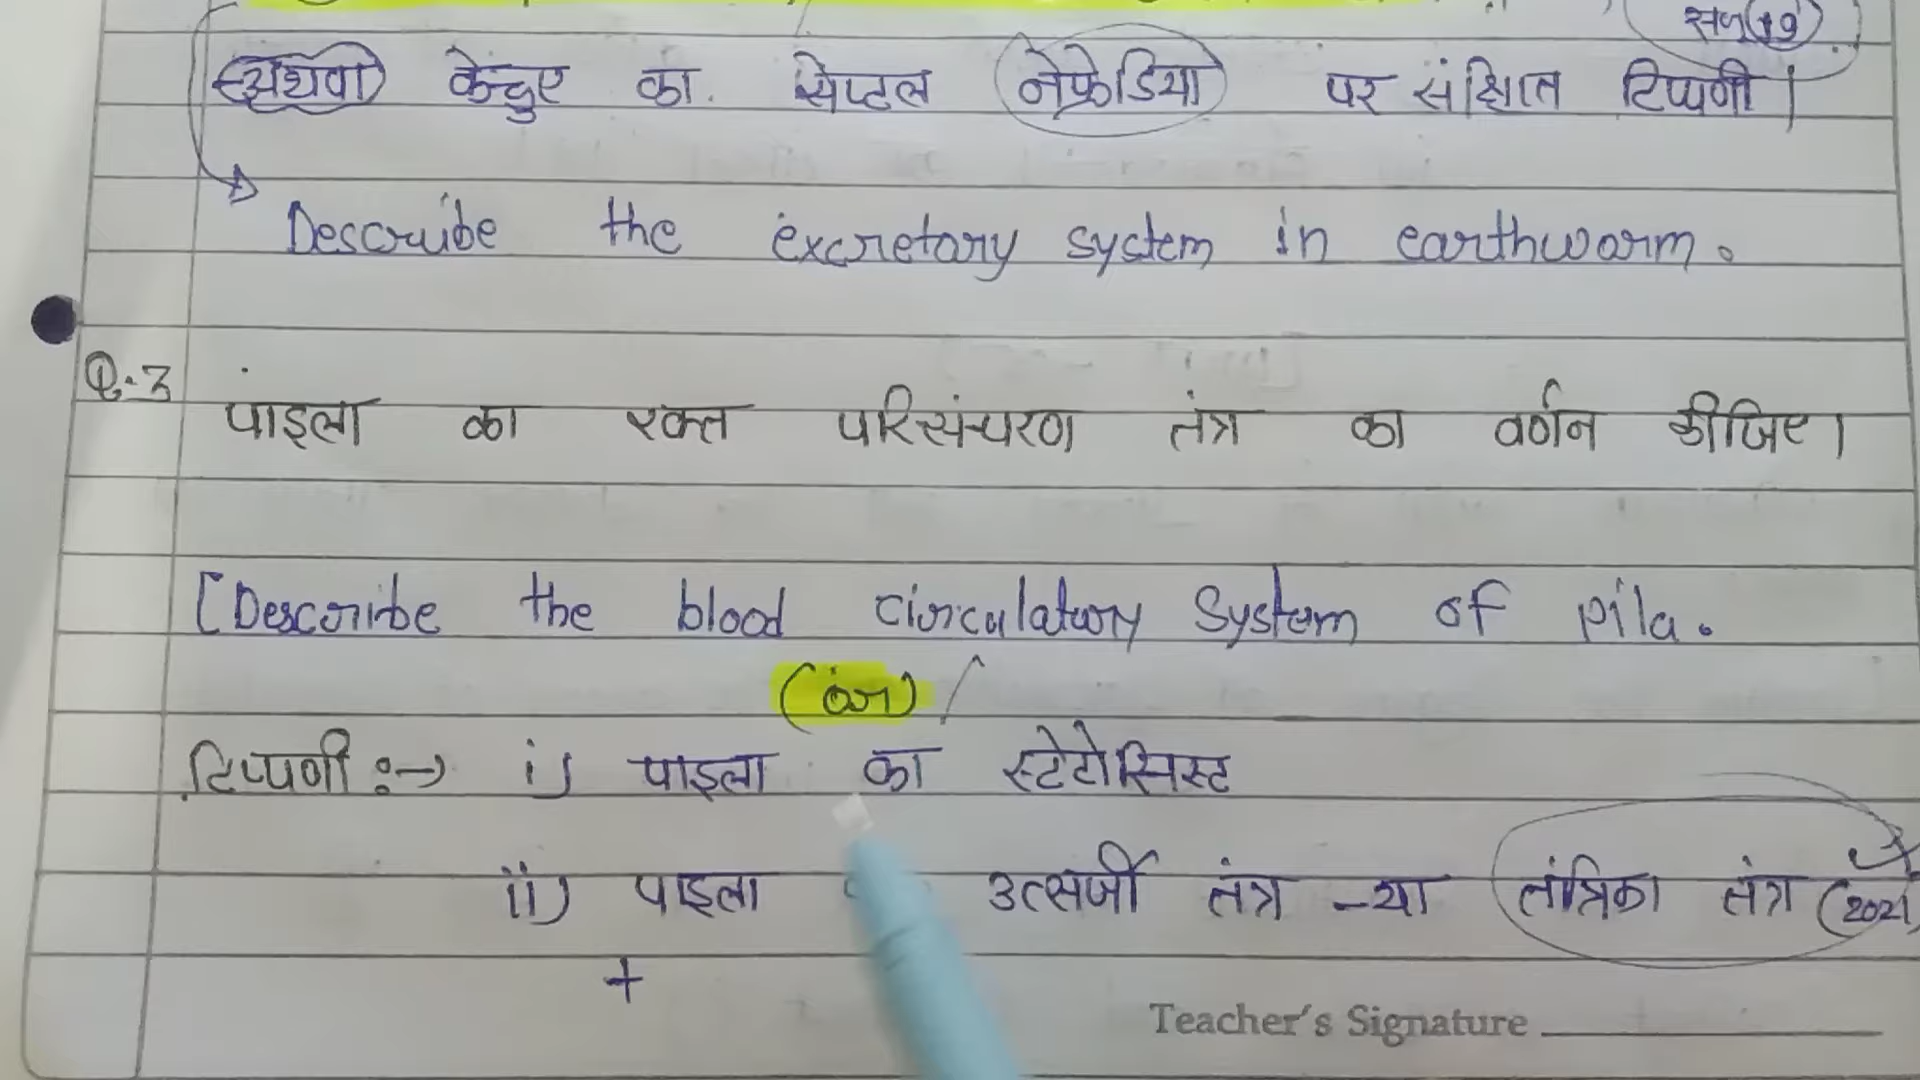 सन(19)
अथवा केन्चुए का. सेप्टल नेफ्रेडिया पर संक्षिप्त टिप्पणी।
Describe the excretory system in earthworm.
Q.3 पाइला का रक्त परिसंचरण तंत्र का वर्णन कीजिए।
[Describe the blood circulatory system of pila.
(or)
टिप्पणी :→ i) पाइला का स्टेटोसिस्ट
ii) पाइला उत्सर्जी तंत्र -या तंत्रिका तंत्र (2021
+
Teacher's Signature